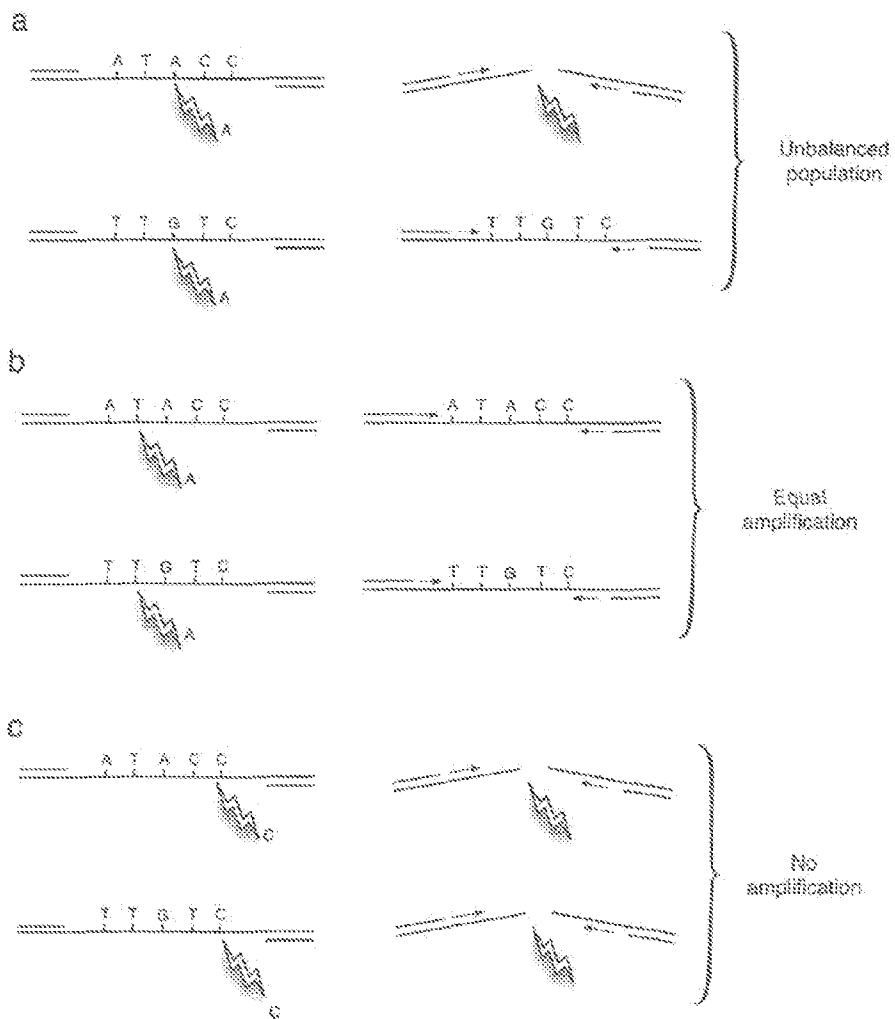 a
A T A C C
A
Unbalanced
population
T T G T C
T T G T C
A
b
A T A C C
A T A C C
A
Equal
amplification
T T G T C
T T G T C
A
c
A T A C C
C
No
amplification
T T G T C
C